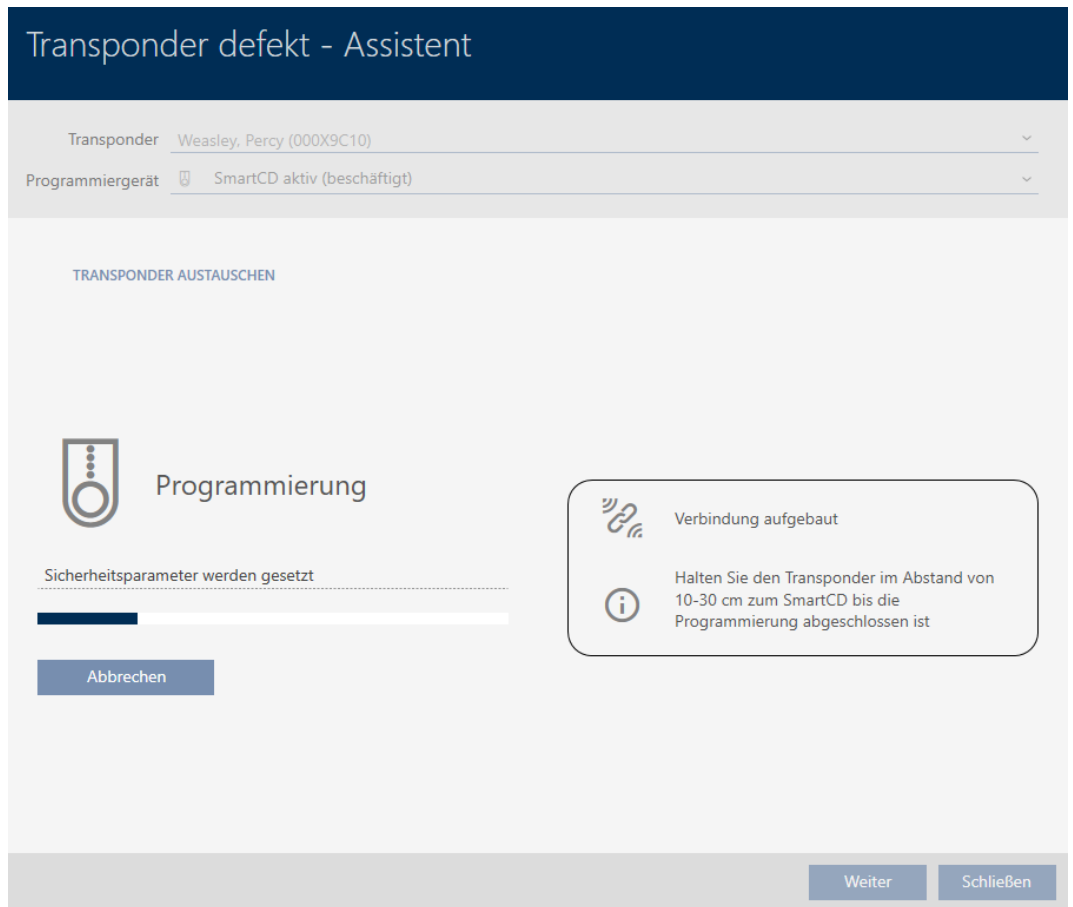 Transponder defekt - Assistent
Transponder Weasley, Percy (000X9C10)
Programmiergerät SmartCD aktiv (beschäftigt)
TRANSPONDER AUSTAUSCHEN
Programmierung
Sicherheitsparameter werden gesetzt
Abbrechen
Verbindung aufgebaut
Halten Sie den Transponder im Abstand von
10-30 cm zum SmartCD bis die
Programmierung abgeschlossen ist
Weiter Schließen